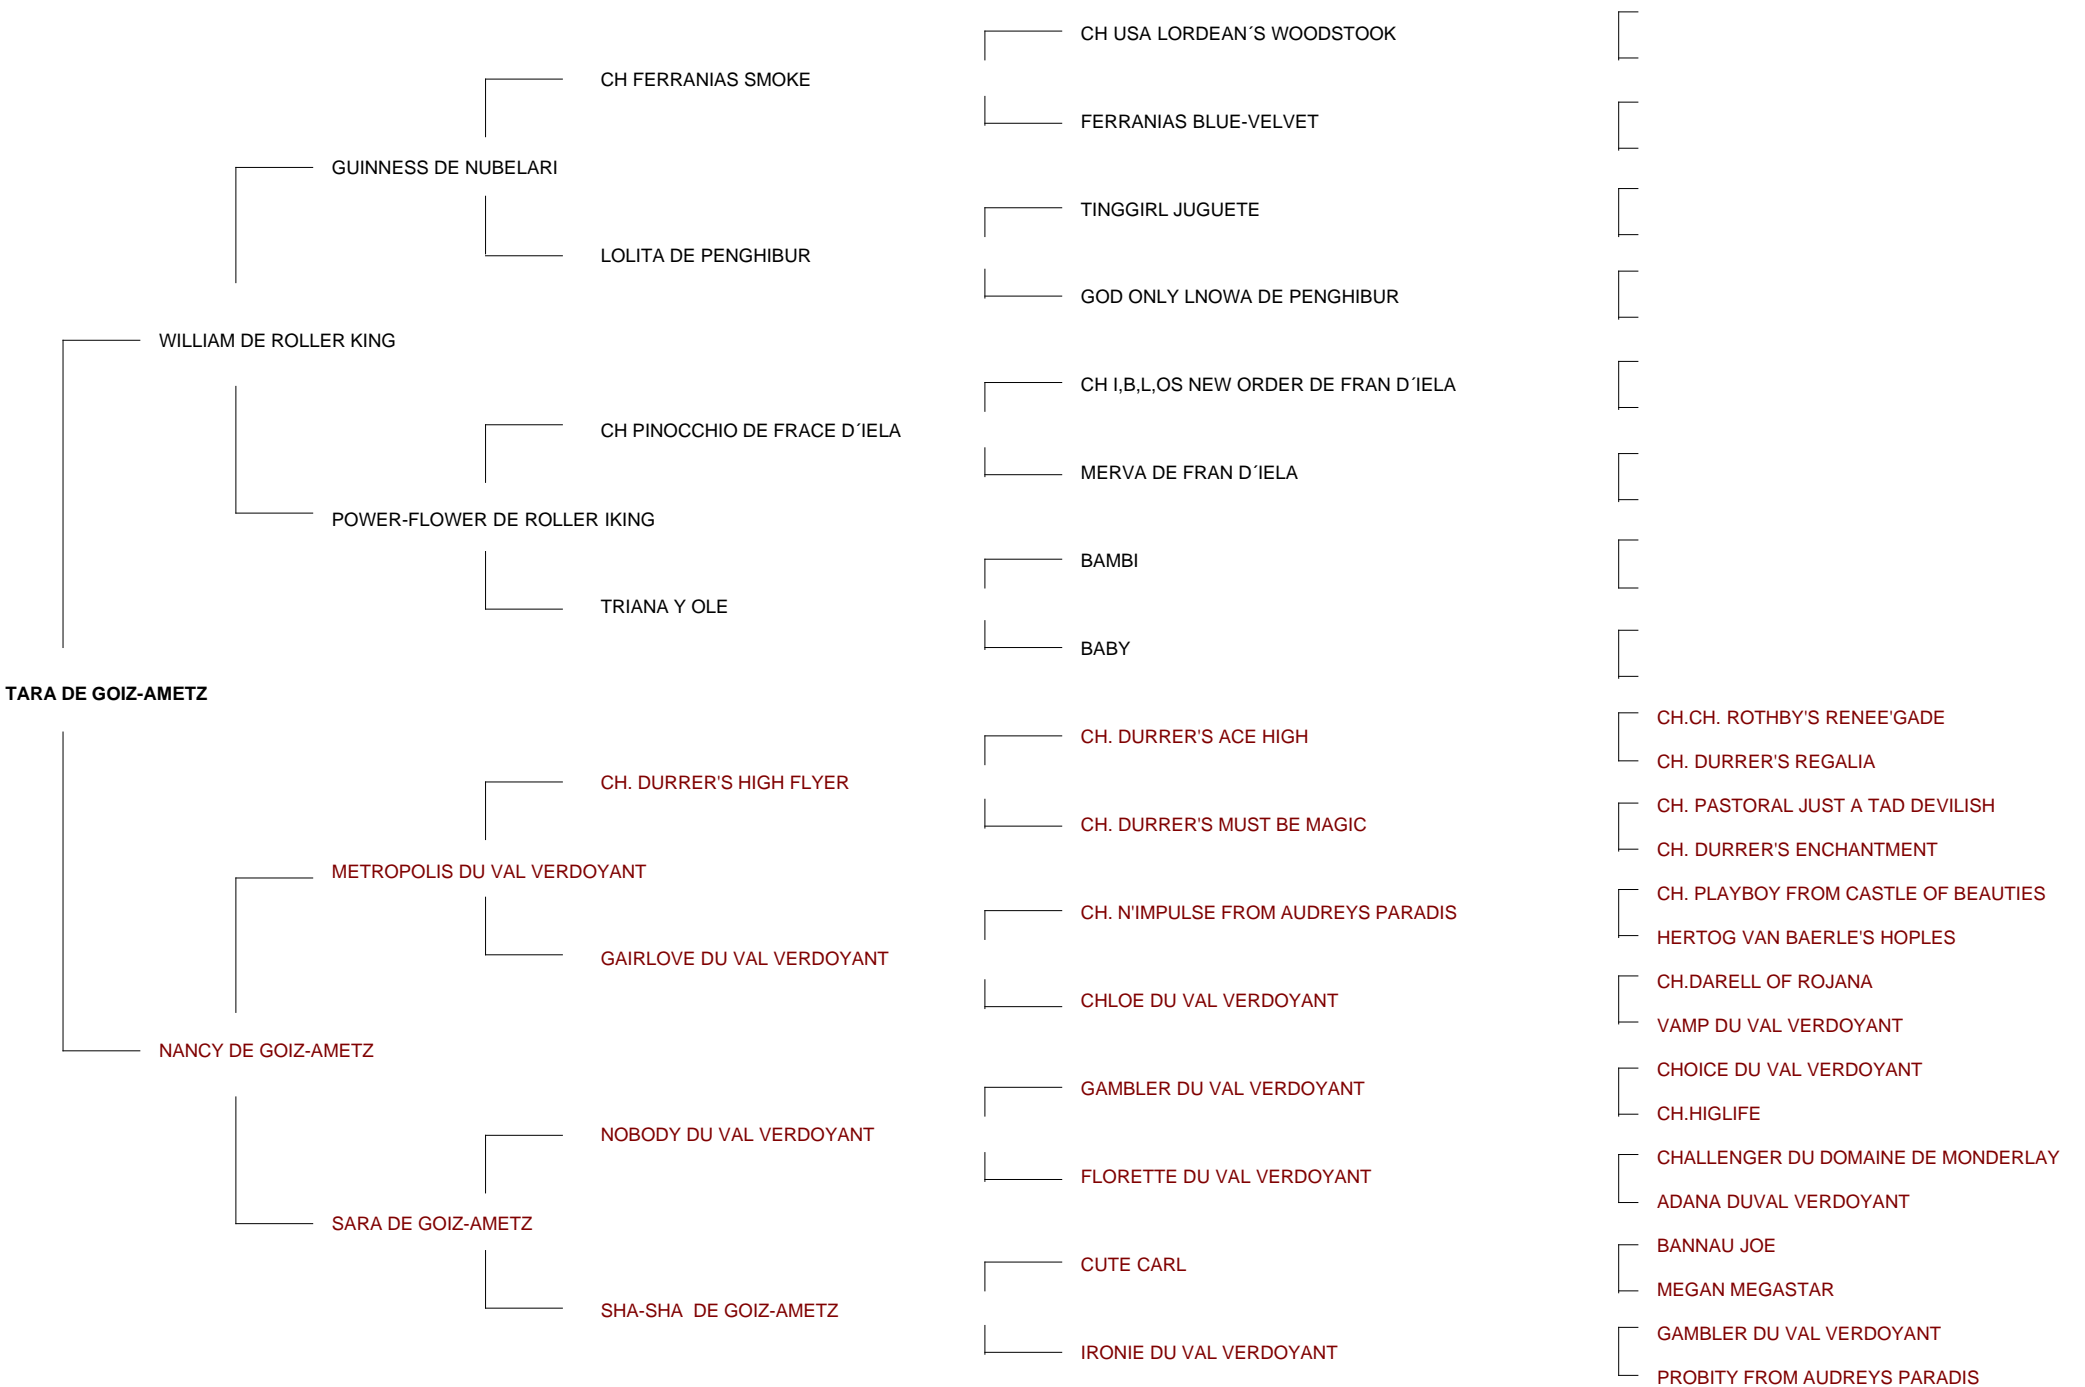 CH USA LORDEAN´S WOODSTOOK
CH FERRANIAS SMOKE
FERRANIAS BLUE-VELVET
GUINNESS DE NUBELARI
TINGGIRL JUGUETE
LOLITA DE PENGHIBUR
GOD ONLY LNOWA DE PENGHIBUR
WILLIAM DE ROLLER KING
CH I,B,L,OS NEW ORDER DE FRAN D´IELA
CH PINOCCHIO DE FRACE D´IELA
MERVA DE FRAN D´IELA
POWER-FLOWER DE ROLLER IKING
BAMBI
TRIANA Y OLE
BABY
TARA DE GOIZ-AMETZ
CH.CH. ROTHBY'S RENEE'GADE
CH. DURRER'S ACE HIGH
CH. DURRER'S REGALIA
CH. DURRER'S HIGH FLYER
CH. PASTORAL JUST A TAD DEVILISH
CH. DURRER'S MUST BE MAGIC
CH. DURRER'S ENCHANTMENT
METROPOLIS DU VAL VERDOYANT
CH. PLAYBOY FROM CASTLE OF BEAUTIES
CH. N'IMPULSE FROM AUDREYS PARADIS
HERTOG VAN BAERLE'S HOPLES
GAIRLOVE DU VAL VERDOYANT
CH.DARELL OF ROJANA
CHLOE DU VAL VERDOYANT
VAMP DU VAL VERDOYANT
NANCY DE GOIZ-AMETZ
CHOICE DU VAL VERDOYANT
GAMBLER DU VAL VERDOYANT
CH.HIGLIFE
NOBODY DU VAL VERDOYANT
CHALLENGER DU DOMAINE DE MONDERLAY
FLORETTE DU VAL VERDOYANT
ADANA DUVAL VERDOYANT
SARA DE GOIZ-AMETZ
BANNAU JOE
CUTE CARL
MEGAN MEGASTAR
SHA-SHA  DE GOIZ-AMETZ
GAMBLER DU VAL VERDOYANT
IRONIE DU VAL VERDOYANT
PROBITY FROM AUDREYS PARADIS